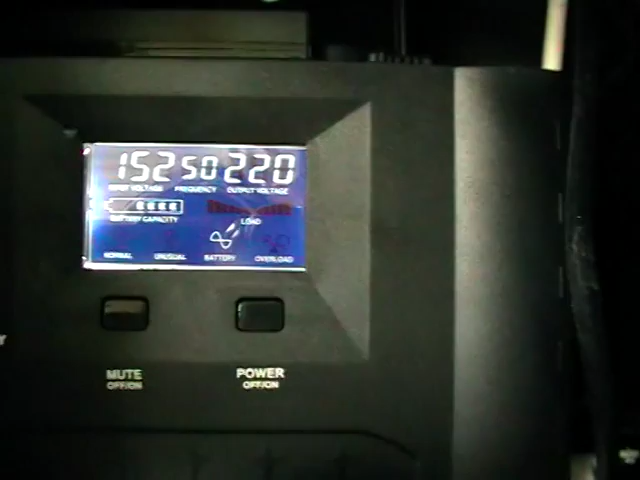 152 50 220
INPUT VOLTAGE FREQUENCY OUTPUT VOLTAGE
BATTERY CAPACITY
LOAD
NORMAL UNUSUAL BATTERY OVERLOAD
MUTE POWER
OFF/ON OFF/ON